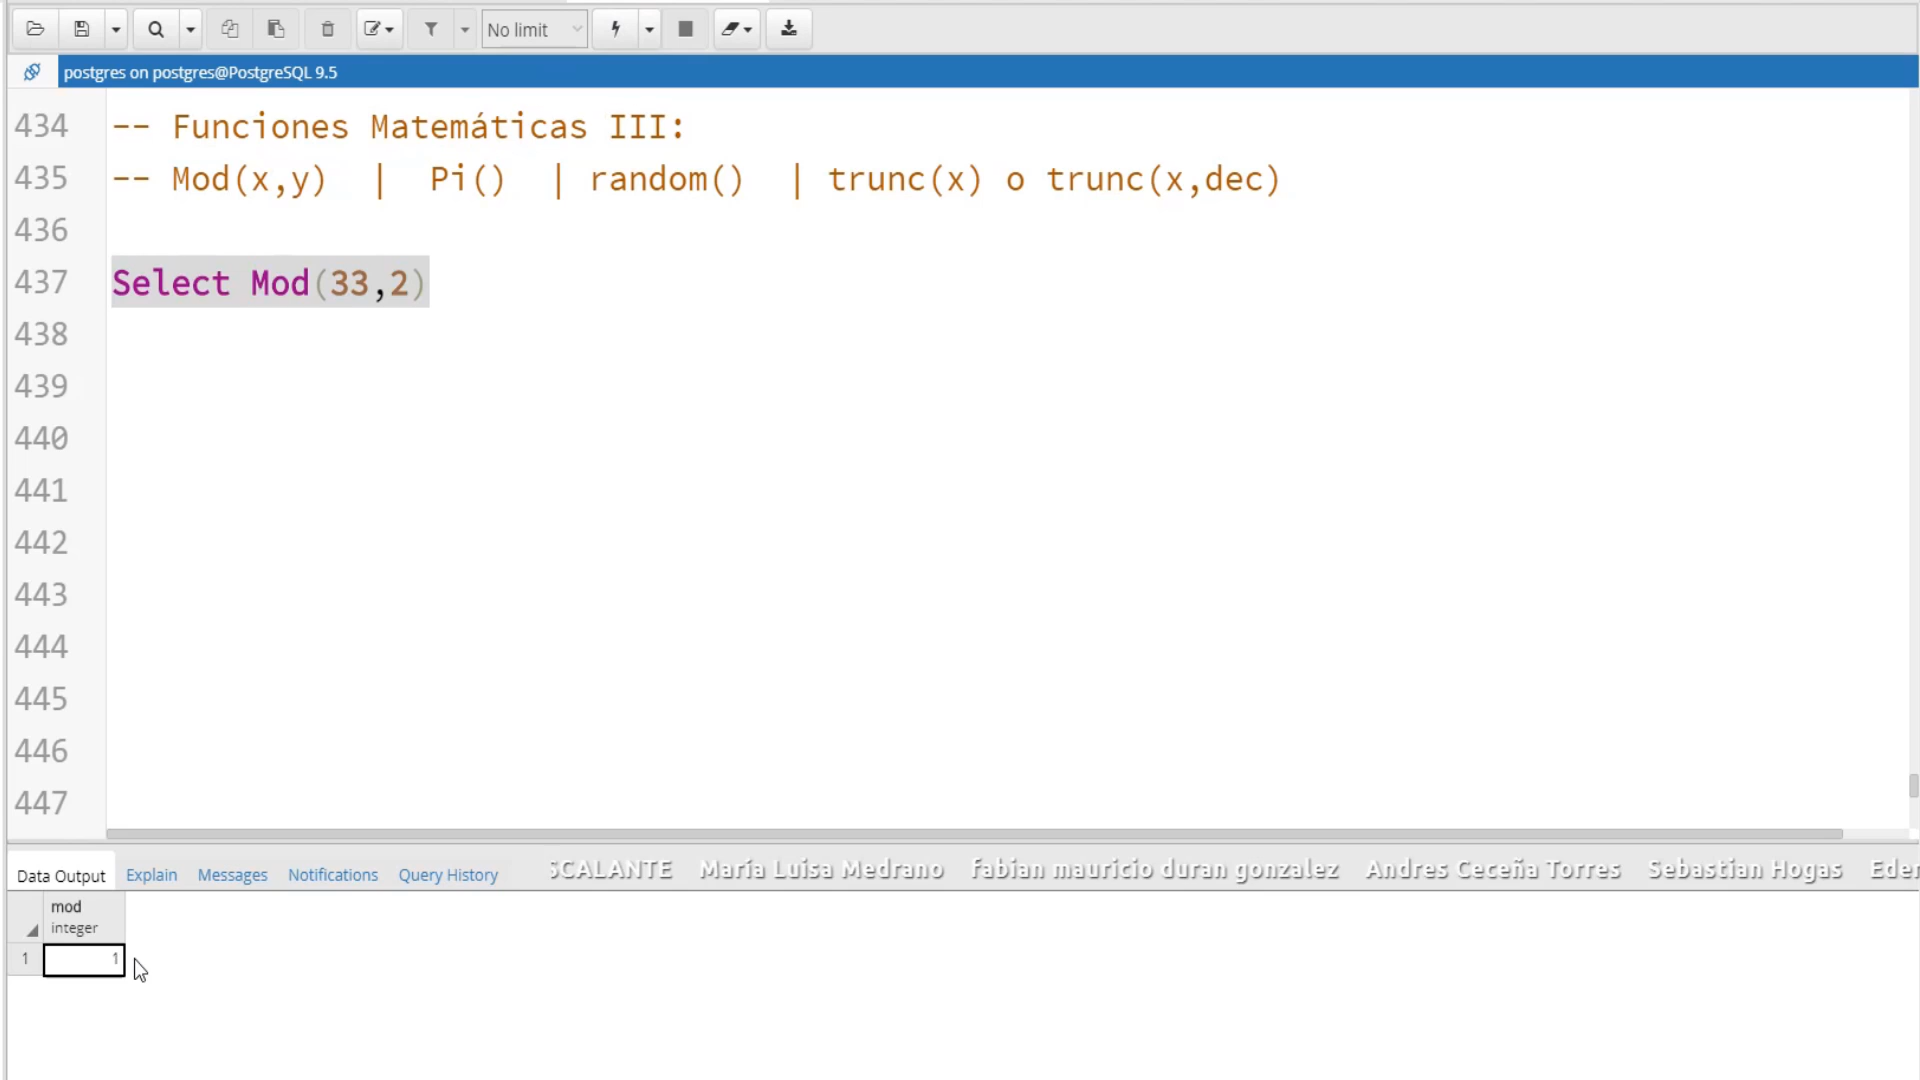 No limit
postgres on postgres@PostgreSQL 9.5
434 -- Funciones Matemáticas III:
435 -- Mod(x,y) | Pi() | random() | trunc(x) o trunc(x,dec)
436
437 Select Mod(33,2)
438
439
440
441
442
443
444
445
446
447
Data Output Explain Messages Notifications Query History SCALANTE María Luisa Medrano fabian mauricio duran gonzalez Andres Ceceña Torres Sebastian Hogas
mod
integer
1 1